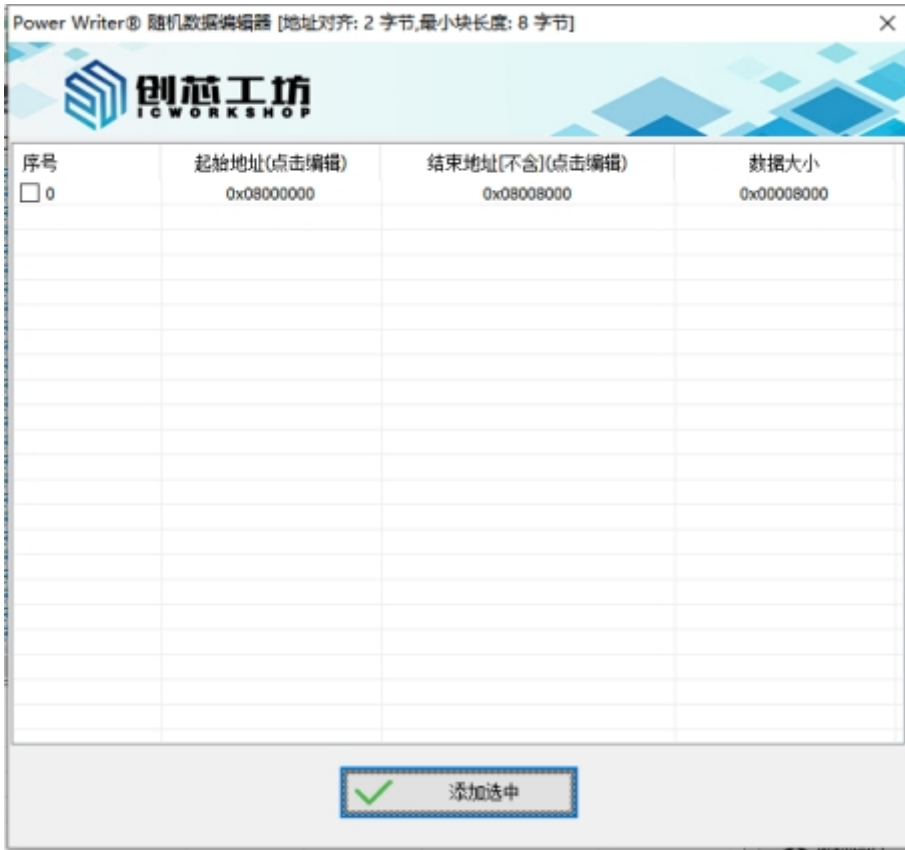 Power Writer® 随机数据编辑器 [地址对齐: 2 字节,最小块长度: 8 字节]
创芯工坊
ICWORKSHOP
序号 起始地址(点击编辑) 结束地址[不含](点击编辑) 数据大小
0 0x08000000 0x08008000 0x00008000
添加选中